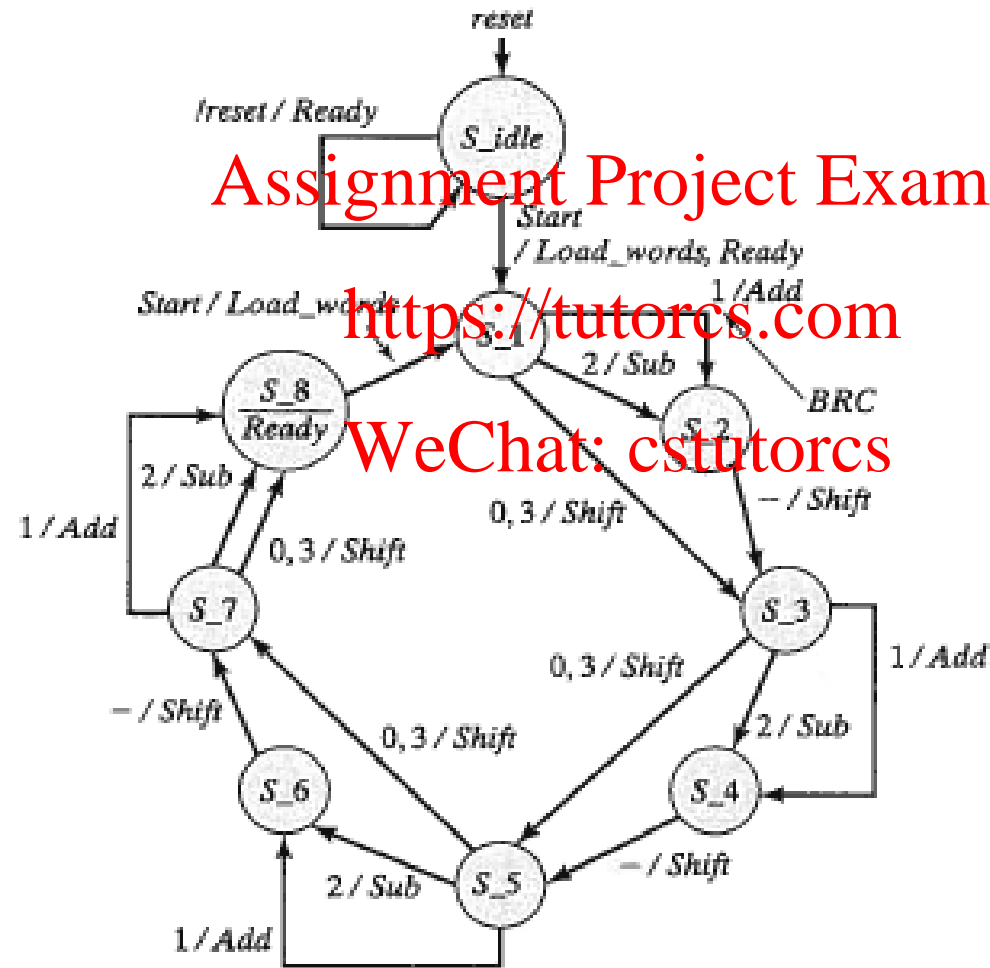 reset
/reset / Ready
S_idle
Assignment Project Exam
Start
/ Load_words, Ready
1 / Add
Start / Load_words
https://tutorcs.com
S_1
2 / Sub
BRC
S_8
Ready
S_2
WeChat: cstutorcs
2 / Sub
- / Shift
0, 3 / Shift
1 / Add
0, 3 / Shift
S_7
S_3
0, 3 / Shift
1 / Add
- / Shift
2 / Sub
0, 3 / Shift
S_6
S_4
- / Shift
2 / Sub
S_5
1 / Add